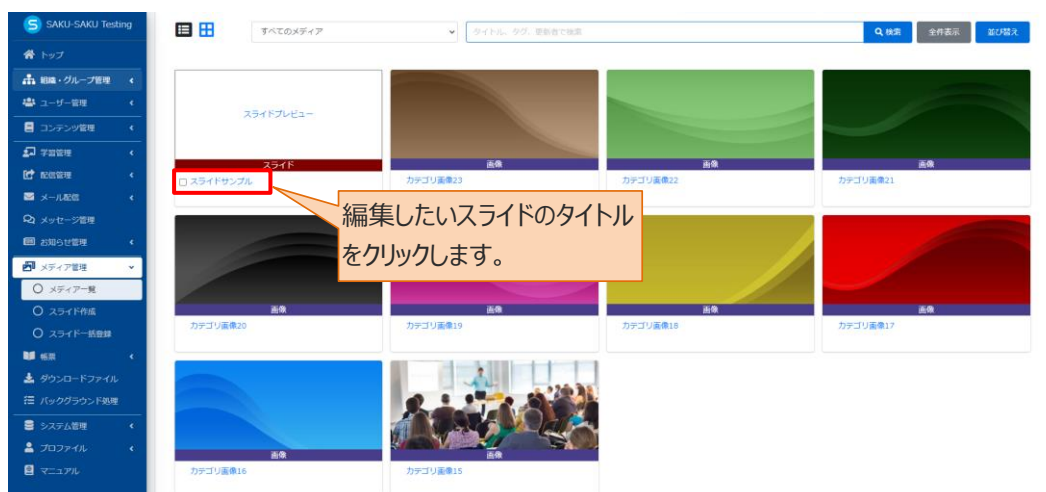 SAKU-SAKU Testing
トップ
組織・グループ管理
ユーザー管理
コンテンツ管理
学習管理
配信管理
メール配信
メッセージ管理
お知らせ管理
メディア管理
メディア一覧
スライド作成
スライド一括登録
帳票
ダウンロードファイル
バックグラウンド処理
システム管理
プロファイル
マニュアル
すべてのメディア
タイトル、タグ、更新者で検索
検索
全件表示
並び替え
スライドプレビュー
スライド
スライドサンプル
画像
カテゴリ画像23
画像
カテゴリ画像22
画像
カテゴリ画像21
編集したいスライドのタイトル
をクリックします。
画像
カテゴリ画像20
カテゴリ画像19
画像
カテゴリ画像18
画像
カテゴリ画像17
画像
カテゴリ画像16
画像
カテゴリ画像15